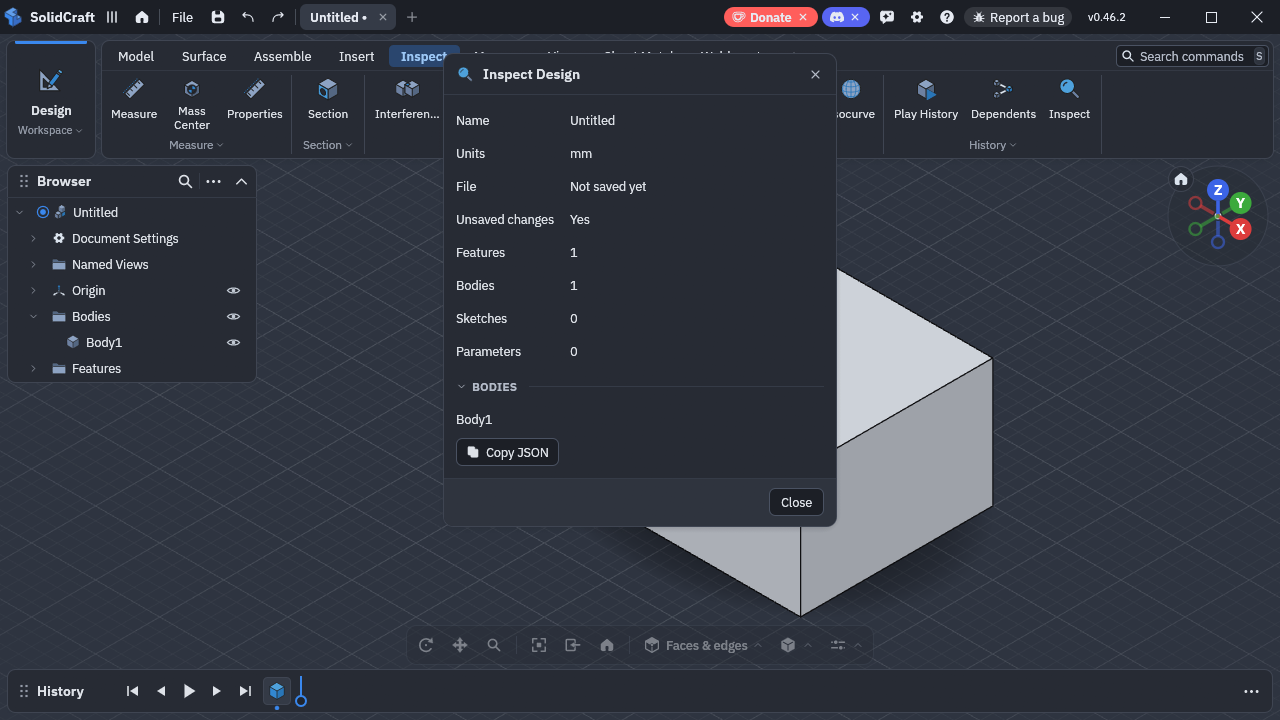 SolidCraft
File
Untitled •
Donate
Report a bug
v0.46.2
Model
Surface
Assemble
Insert
Inspect
Search commands
S
Design
Workspace
Measure
Mass
Center
Properties
Measure
Section
Section
Interferen...
Play History
Dependents
Inspect
History
Browser
Untitled
Document Settings
Named Views
Origin
Bodies
Body1
Features
Inspect Design
Name Untitled
Units mm
File Not saved yet
Unsaved changes Yes
Features 1
Bodies 1
Sketches 0
Parameters 0
BODIES
Body1
Copy JSON
Close
Z
Y
X
Faces & edges
History